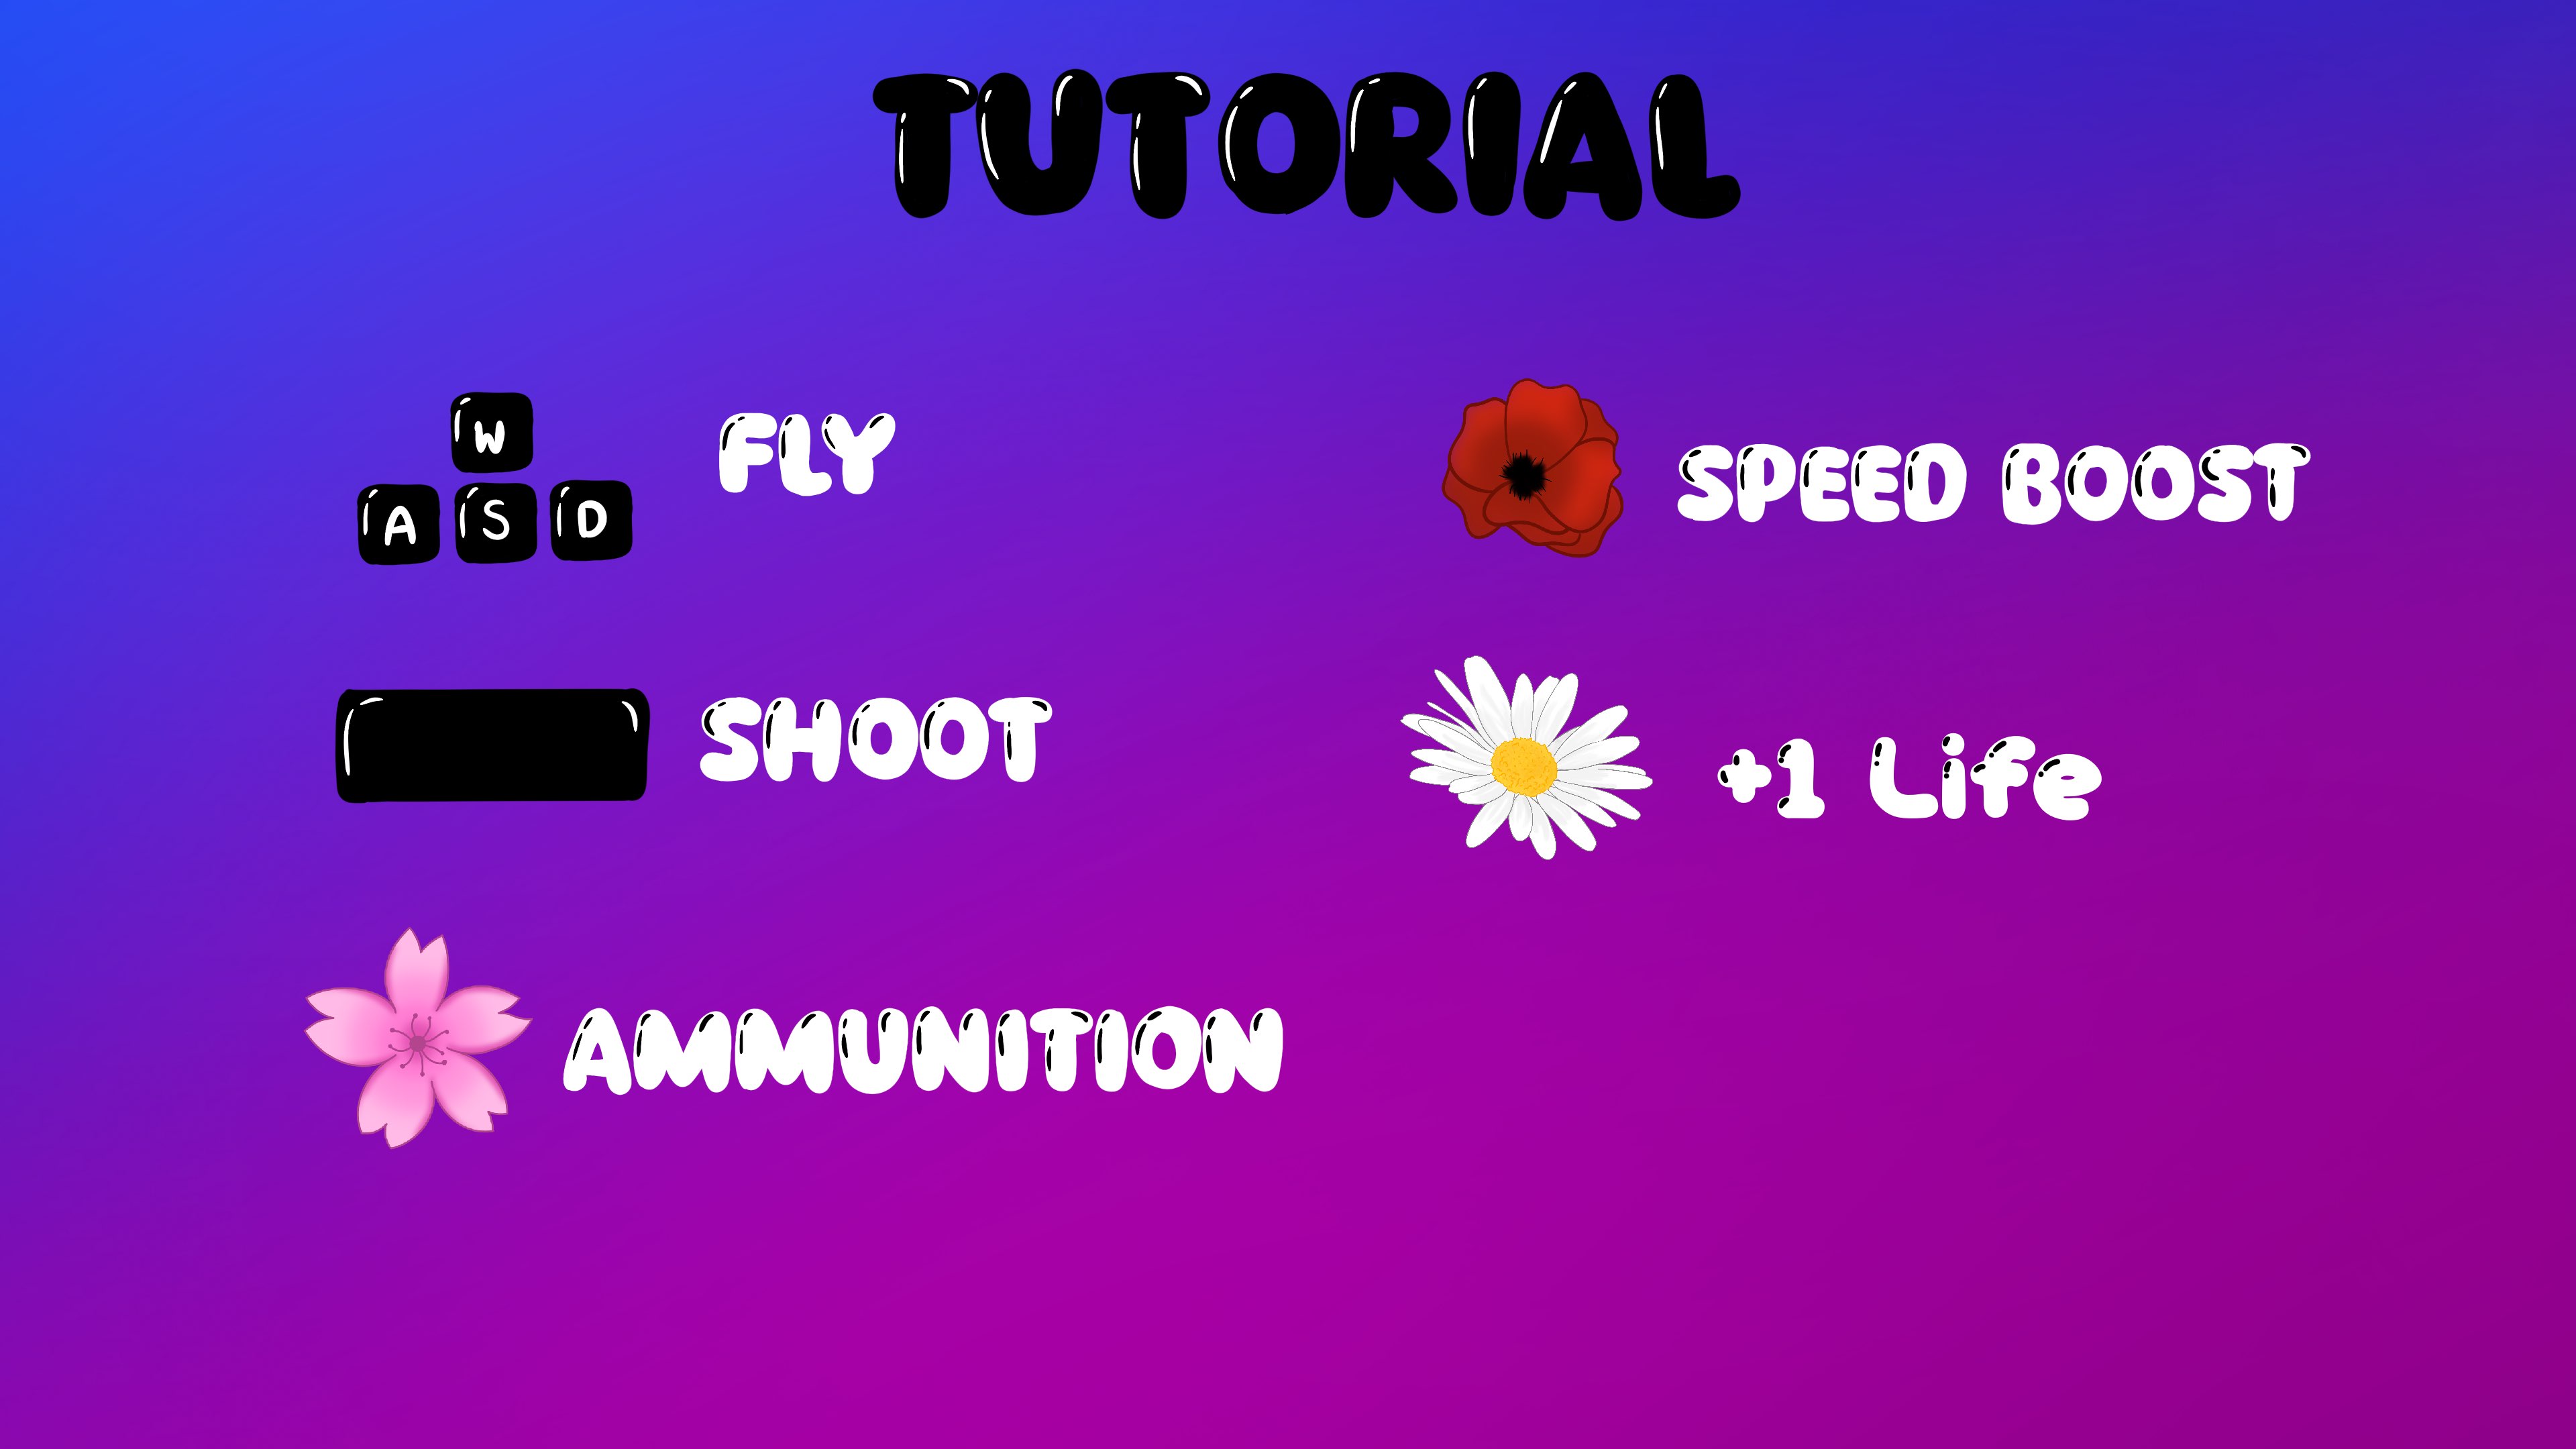 TUTORIAL
W
A S D
FLY
SHOOT
AMMUNITION
SPEED BOOST
+1 Life